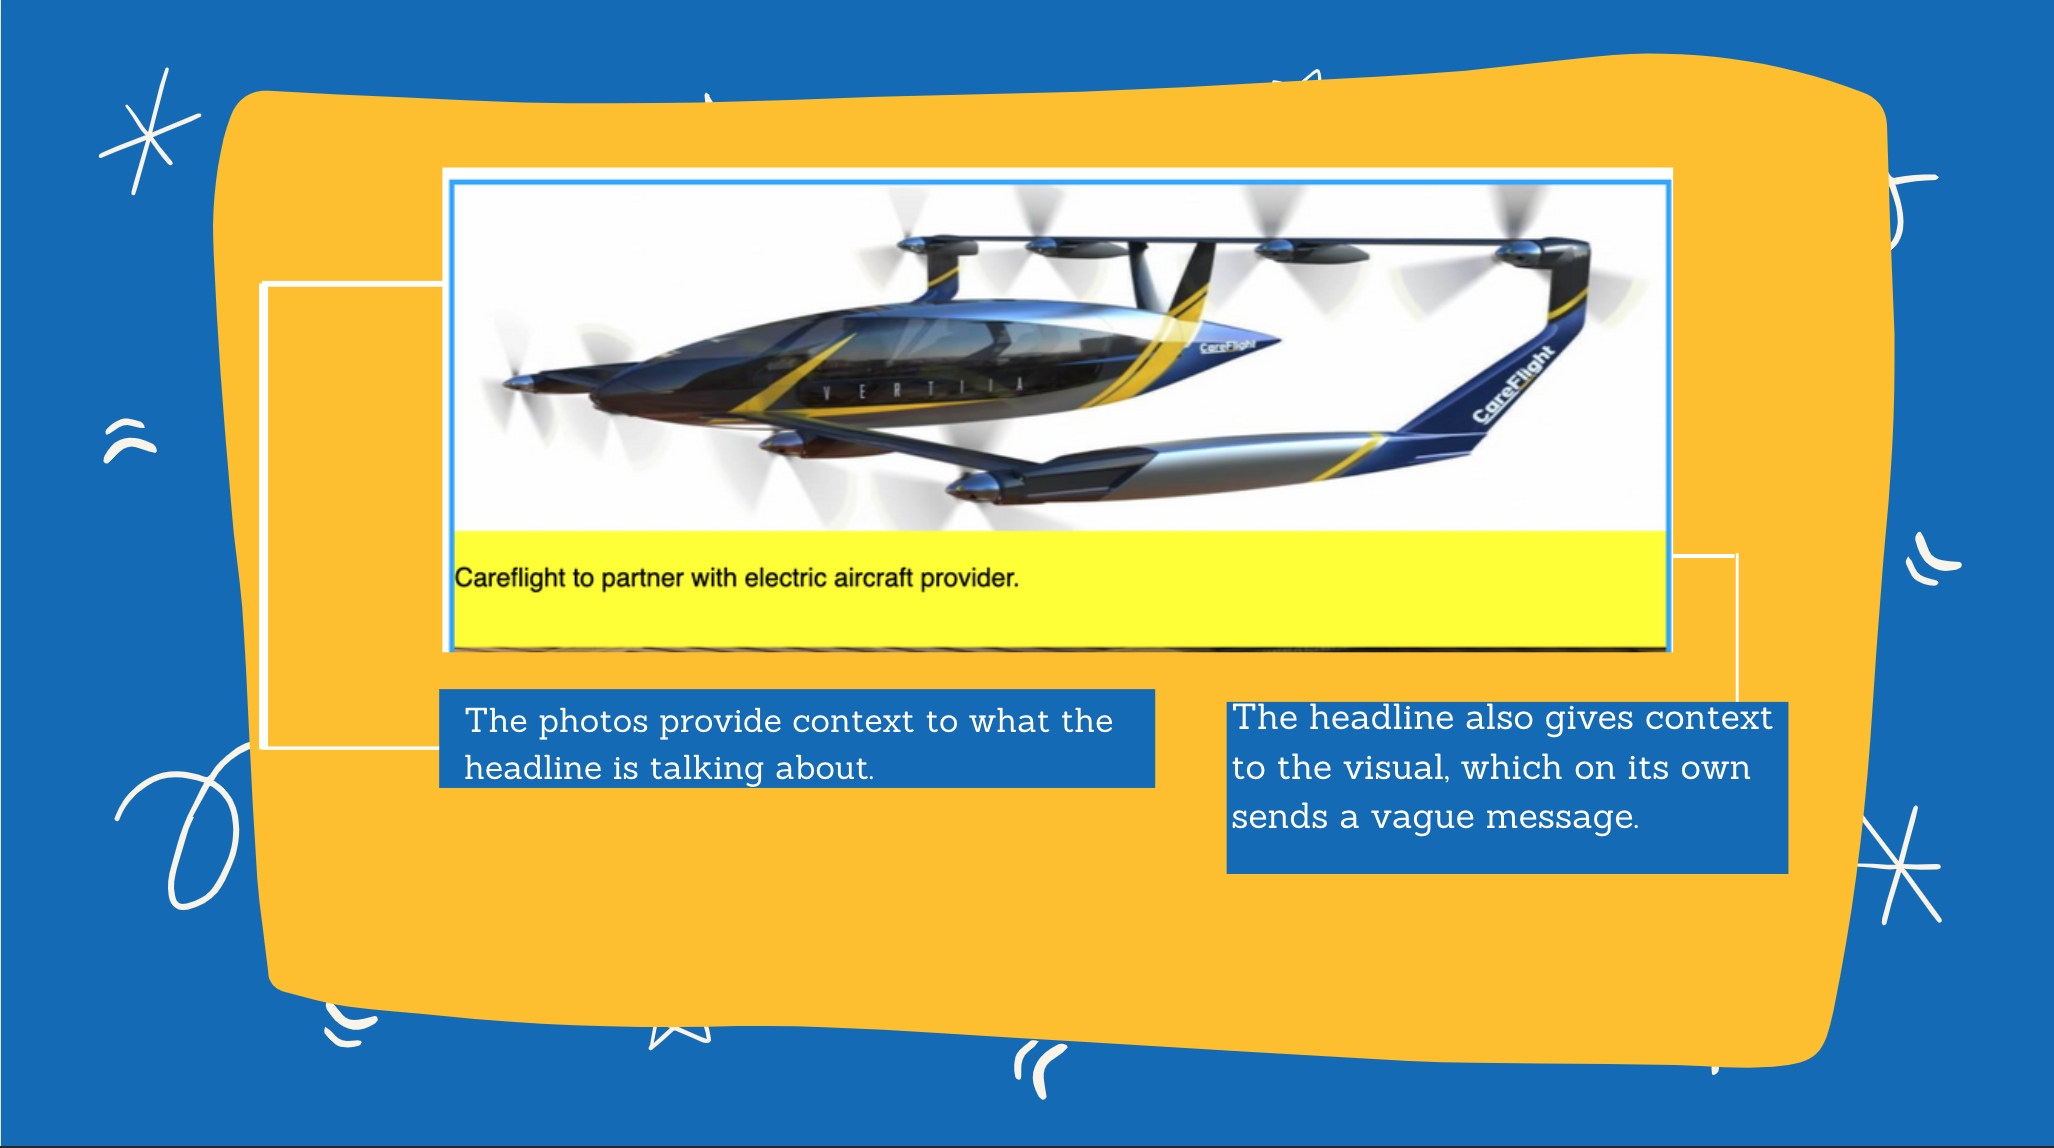 CareFlight
VERTIIA
CareFlight
Careflight to partner with electric aircraft provider.
The photos provide context to what the
headline is talking about.
The headline also gives context
to the visual, which on its own
sends a vague message.